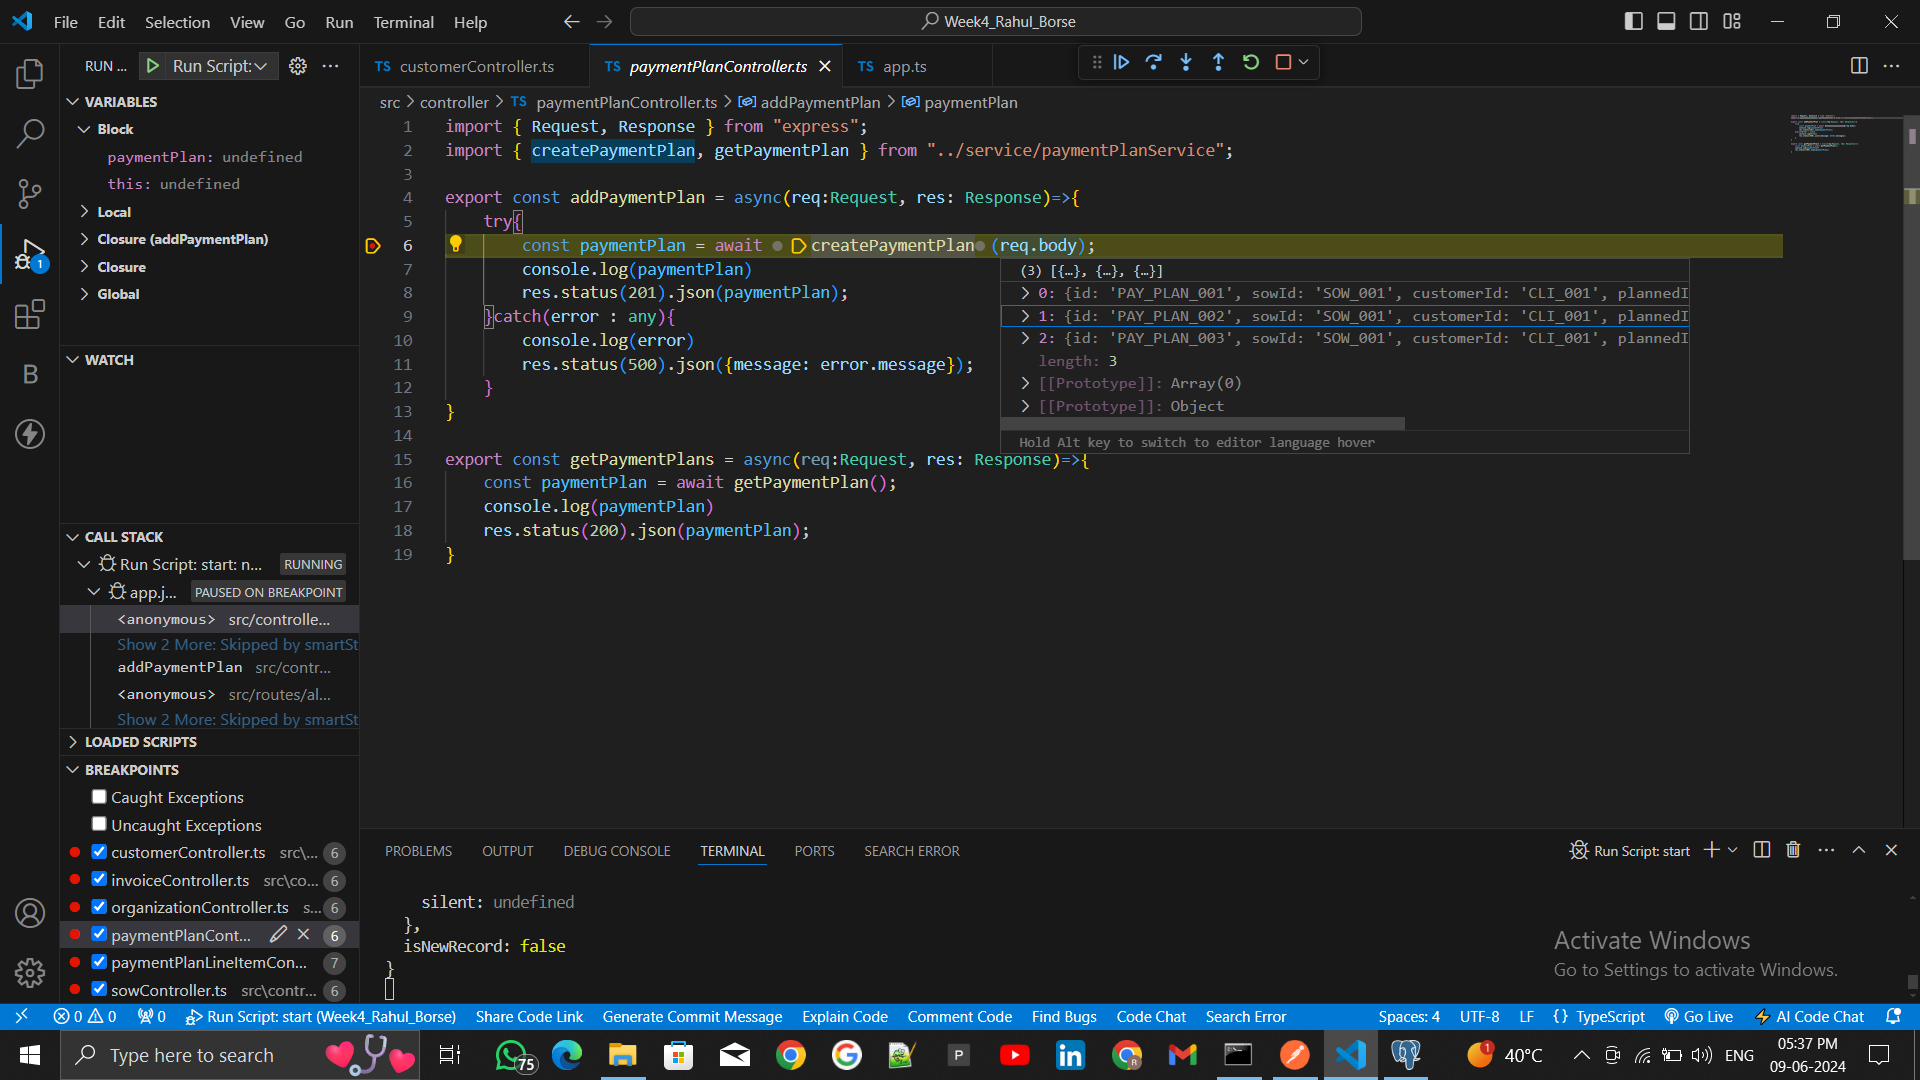 File Edit Selection View Go Run Terminal Help
Week4_Rahul_Borse
RUN ... Run Script:
customerController.ts
paymentPlanController.ts
app.ts
src > controller > TS paymentPlanController.ts > addPaymentPlan > paymentPlan
VARIABLES
Block
paymentPlan: undefined
this: undefined
Local
Closure (addPaymentPlan)
Closure
Global
WATCH
CALL STACK
Run Script: start: n... RUNNING
app.j... PAUSED ON BREAKPOINT
<anonymous> src/controlle...
Show 2 More: Skipped by smartSt
addPaymentPlan src/contr...
<anonymous> src/routes/al...
Show 2 More: Skipped by smartSt
LOADED SCRIPTS
BREAKPOINTS
Caught Exceptions
Uncaught Exceptions
customerController.ts src\... 6
invoiceController.ts src\co... 6
organizationController.ts s... 6
paymentPlanCont... 6
paymentPlanLineItemCon... 7
sowController.ts src\contr... 6
1 import { Request, Response } from "express";
2 import { createPaymentPlan, getPaymentPlan } from "../service/paymentPlanService";
3
4 export const addPaymentPlan = async(req:Request, res: Response)=>{
5 try{
6 const paymentPlan = await createPaymentPlan (req.body);
7 console.log(paymentPlan)
8 res.status(201).json(paymentPlan);
9 }catch(error : any){
10 console.log(error)
11 res.status(500).json({message: error.message});
12 }
13 }
14
15 export const getPaymentPlans = async(req:Request, res: Response)=>{
16 const paymentPlan = await getPaymentPlan();
17 console.log(paymentPlan)
18 res.status(200).json(paymentPlan);
19 }
(3) [{…}, {…}, {…}]
0: {id: 'PAY_PLAN_001', sowId: 'SOW_001', customerId: 'CLI_001', plannedI
1: {id: 'PAY_PLAN_002', sowId: 'SOW_001', customerId: 'CLI_001', plannedI
2: {id: 'PAY_PLAN_003', sowId: 'SOW_001', customerId: 'CLI_001', plannedI
length: 3
[[Prototype]]: Array(0)
[[Prototype]]: Object
Hold Alt key to switch to editor language hover
PROBLEMS OUTPUT DEBUG CONSOLE TERMINAL PORTS SEARCH ERROR
Run Script: start
silent: undefined
},
isNewRecord: false
}
Activate Windows
Go to Settings to activate Windows.
0 0 0 Run Script: start (Week4_Rahul_Borse) Share Code Link Generate Commit Message Explain Code Comment Code Find Bugs Code Chat Search Error
Spaces: 4 UTF-8 LF {} TypeScript Go Live AI Code Chat
Type here to search
75
1
40°C
ENG
05:37 PM
09-06-2024